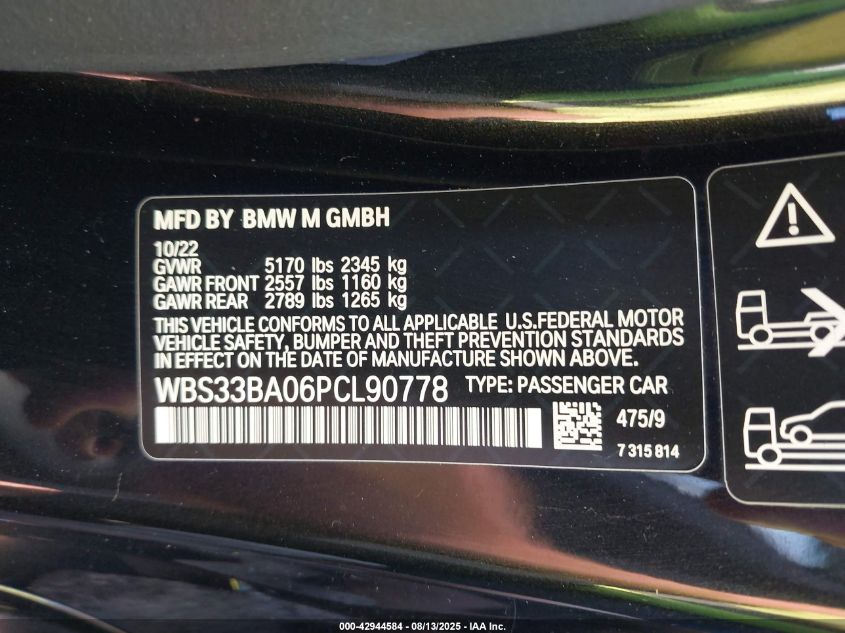 MFD BY BMW M GMBH
10/22
GVWR 5170 lbs 2345 kg
GAWR FRONT 2557 lbs 1160 kg
GAWR REAR 2789 lbs 1265 kg
THIS VEHICLE CONFORMS TO ALL APPLICABLE U.S.FEDERAL MOTOR
VEHICLE SAFETY, BUMPER AND THEFT PREVENTION STANDARDS
IN EFFECT ON THE DATE OF MANUFACTURE SHOWN ABOVE.
WBS33BA06PCL90778 TYPE: PASSENGER CAR
475/9
7 315 814
000-42944584 - 08/13/2025 - IAA Inc.